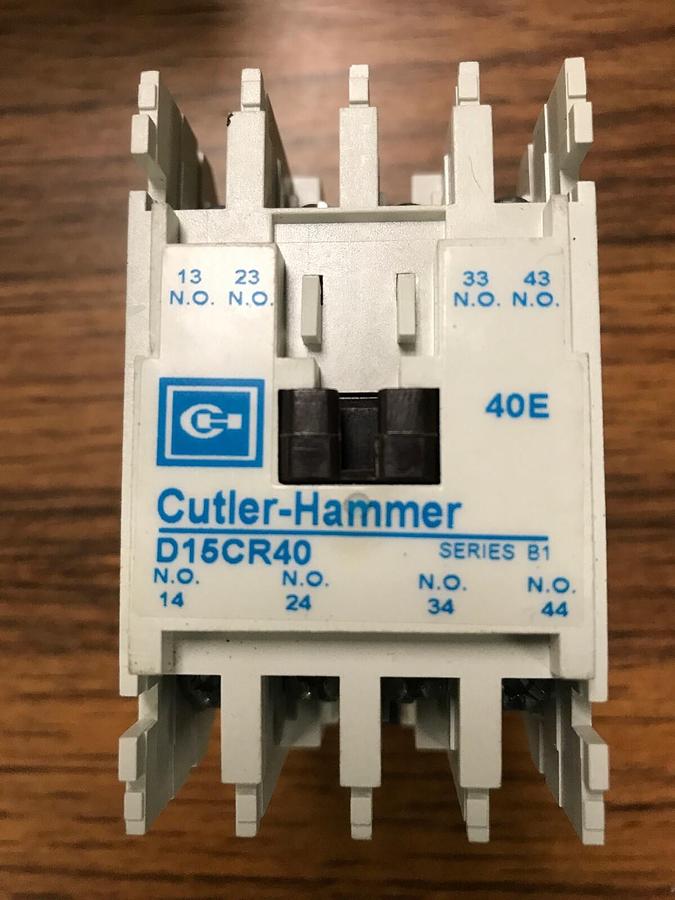 13 23 33 43
N.O. N.O. N.O. N.O.
40E
Cutler-Hammer
D15CR40 SERIES B1
N.O. N.O. N.O. N.O.
14 24 34 44